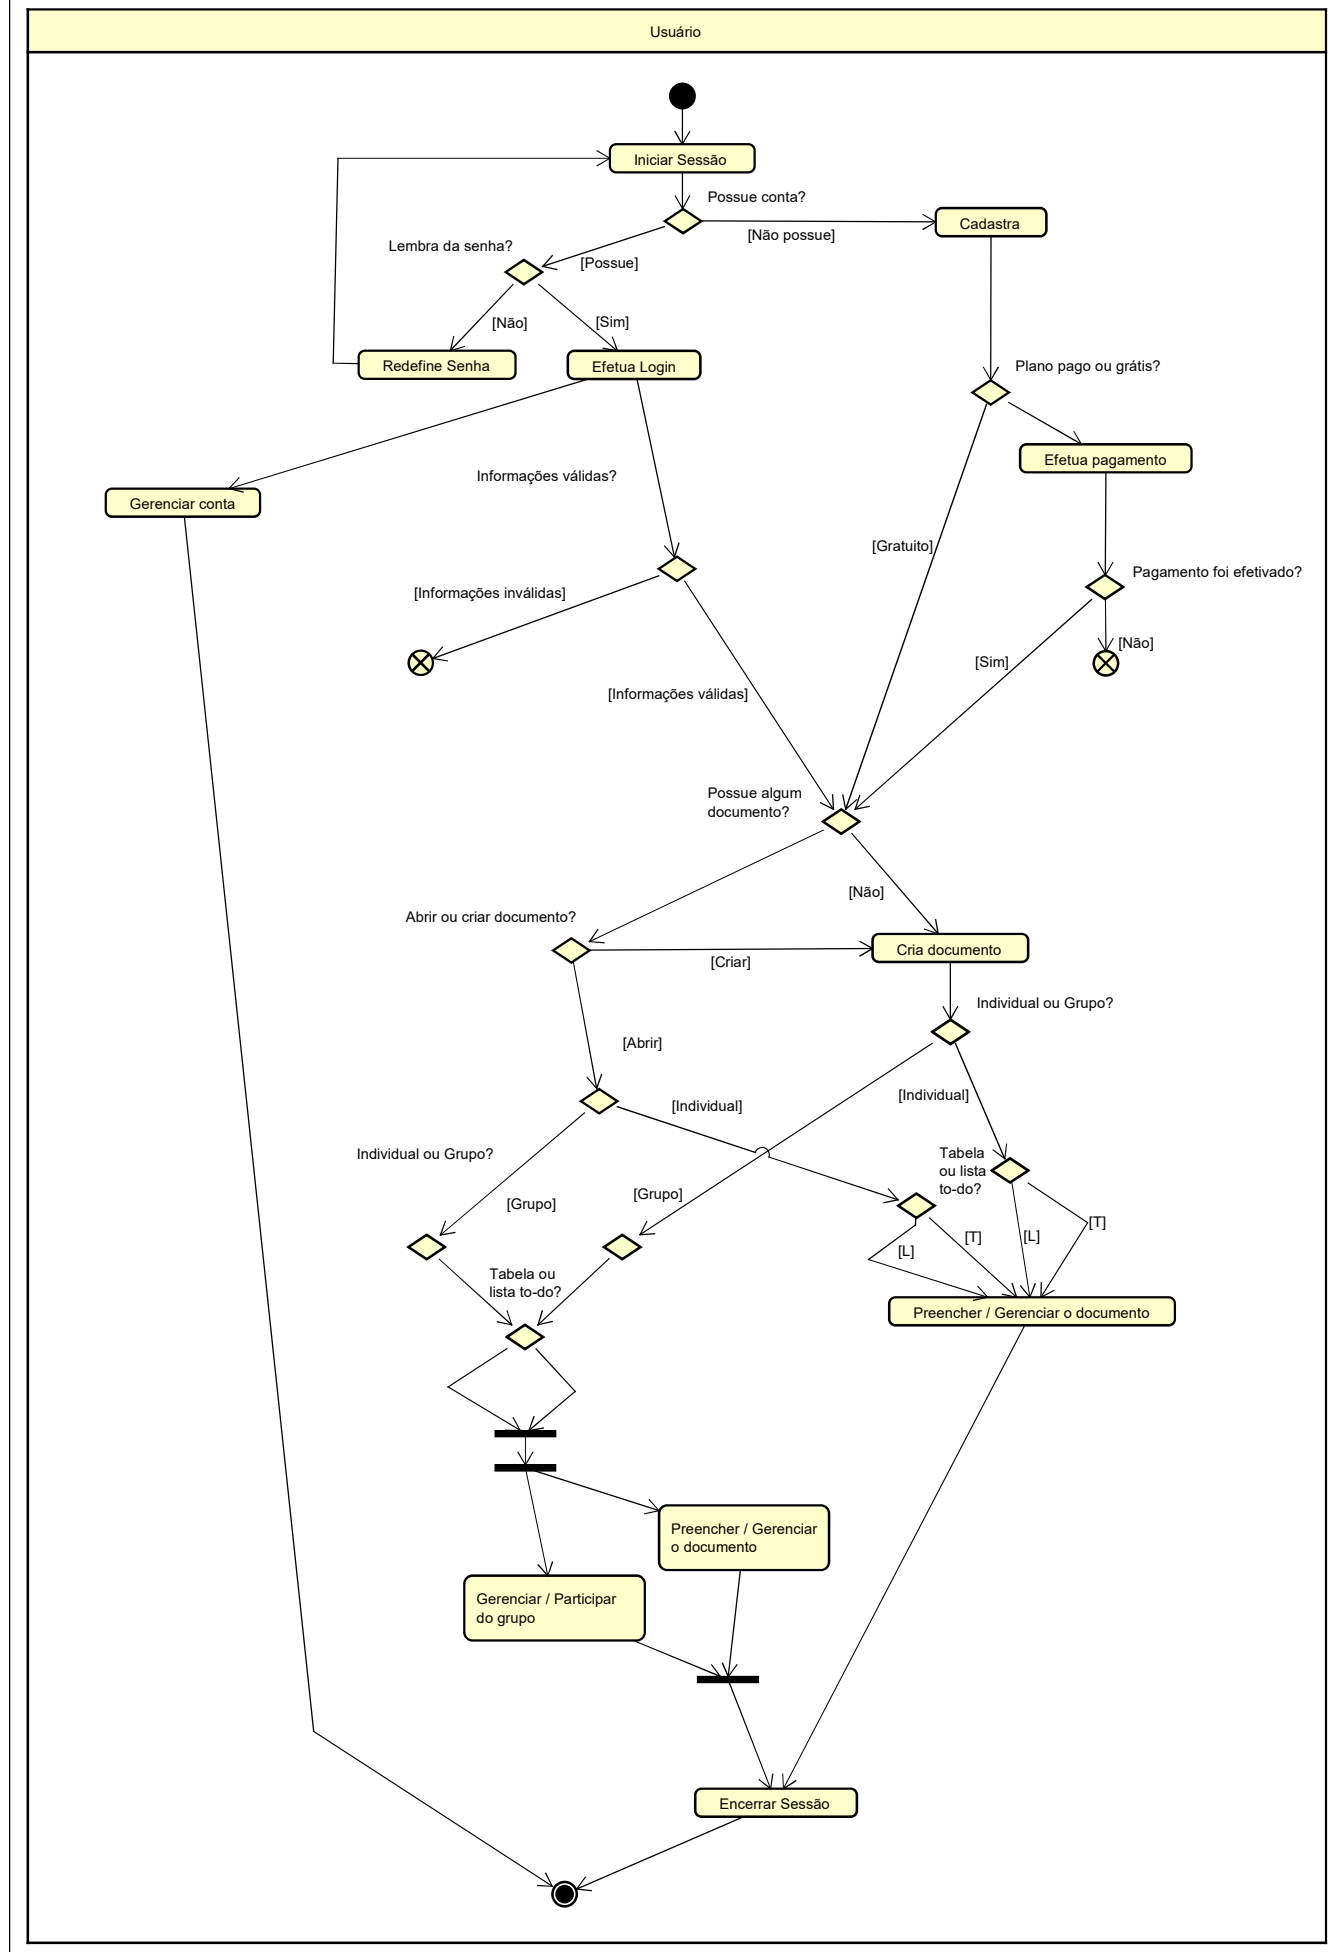 Usuário
Iniciar Sessão
Possue conta?
[Não possue]
Cadastra
Lembra da senha?
[Possue]
[Não]
[Sim]
Redefine Senha
Efetua Login
Plano pago ou grátis?
Efetua pagamento
Informações válidas?
Gerenciar conta
[Gratuito]
Pagamento foi efetivado?
[Informações inválidas]
[Não]
[Sim]
[Informações válidas]
Possue algum
documento?
[Não]
Abrir ou criar documento?
[Criar]
Cria documento
Individual ou Grupo?
[Abrir]
[Individual]
[Individual]
Individual ou Grupo?
Tabela
ou lista
to-do?
[Grupo]
[Grupo]
[L]
[T]
[L]
[T]
Tabela ou
lista to-do?
Preencher / Gerenciar o documento
Preencher / Gerenciar
o documento
Gerenciar / Participar
do grupo
Encerrar Sessão